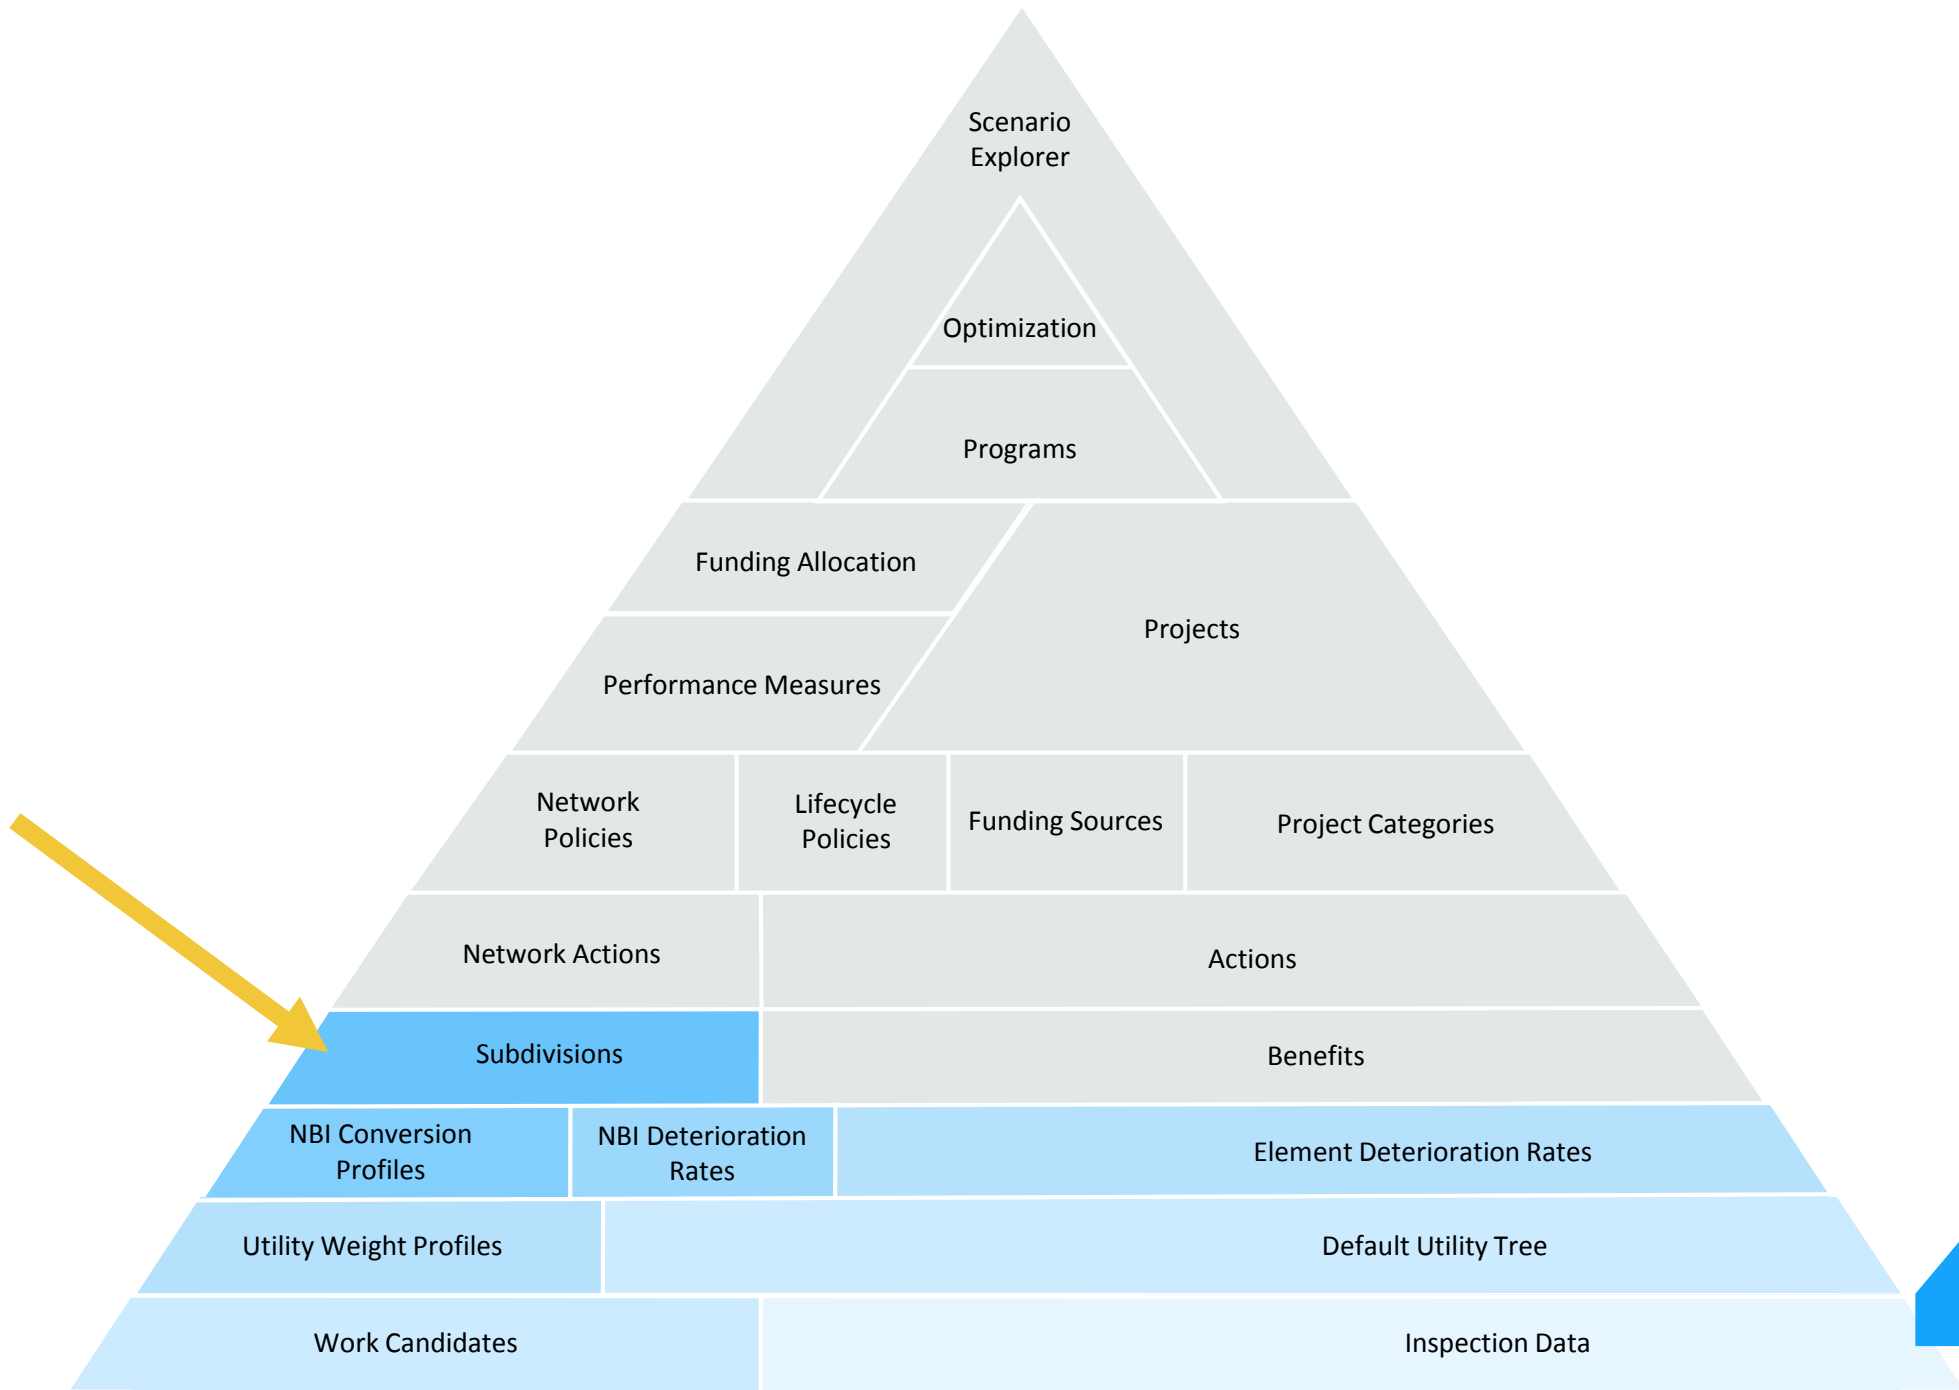 Scenario
Explorer
Optimization
Programs
Funding Allocation
Projects
Performance Measures
Network
Policies
Lifecycle
Policies
Funding Sources
Project Categories
Network Actions
Actions
Subdivisions
Benefits
NBI Conversion
Profiles
NBI Deterioration
Rates
Element Deterioration Rates
Utility Weight Profiles
Default Utility Tree
Work Candidates
Inspection Data